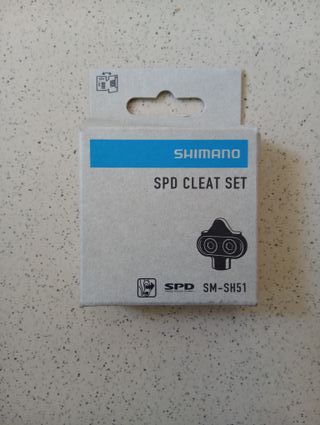 SHIMANO
SPD CLEAT SET
SPD SM-SH51